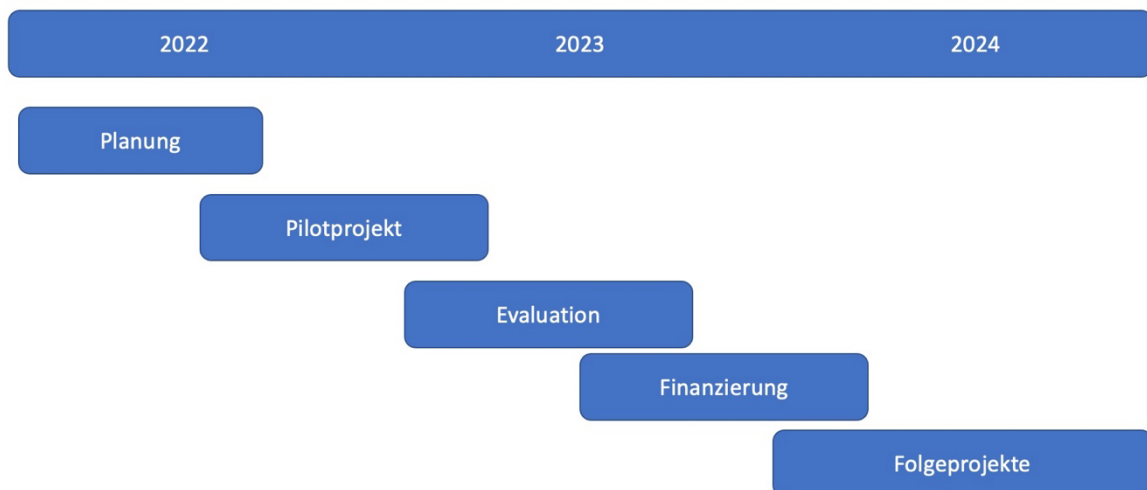 2022 2023 2024
Planung
Pilotprojekt
Evaluation
Finanzierung
Folgeprojekte